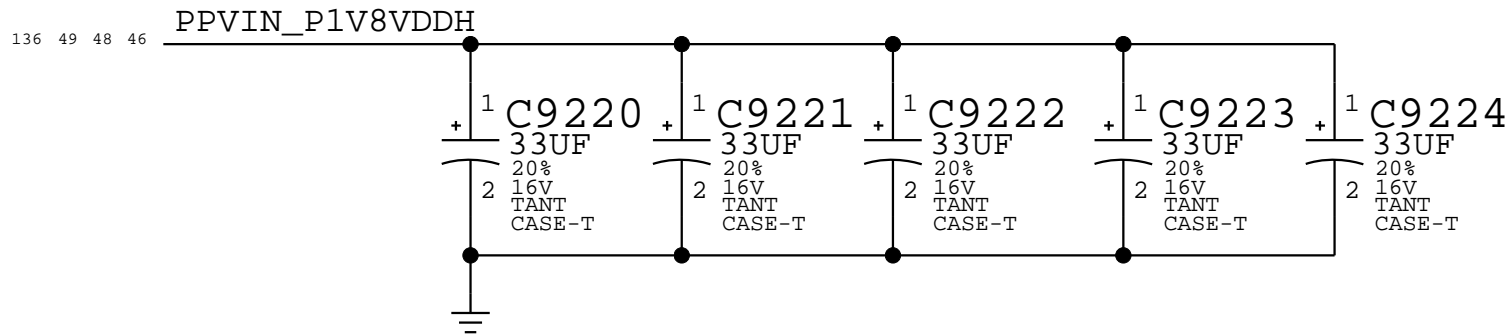 PPVIN_P1V8VDDH
136 49 48 46
1 C9220
+
33UF
20%
2 16V
TANT
CASE-T
1 C9221
+
33UF
20%
2 16V
TANT
CASE-T
1 C9222
+
33UF
20%
2 16V
TANT
CASE-T
1 C9223
+
33UF
20%
2 16V
TANT
CASE-T
1 C9224
+
33UF
20%
2 16V
TANT
CASE-T